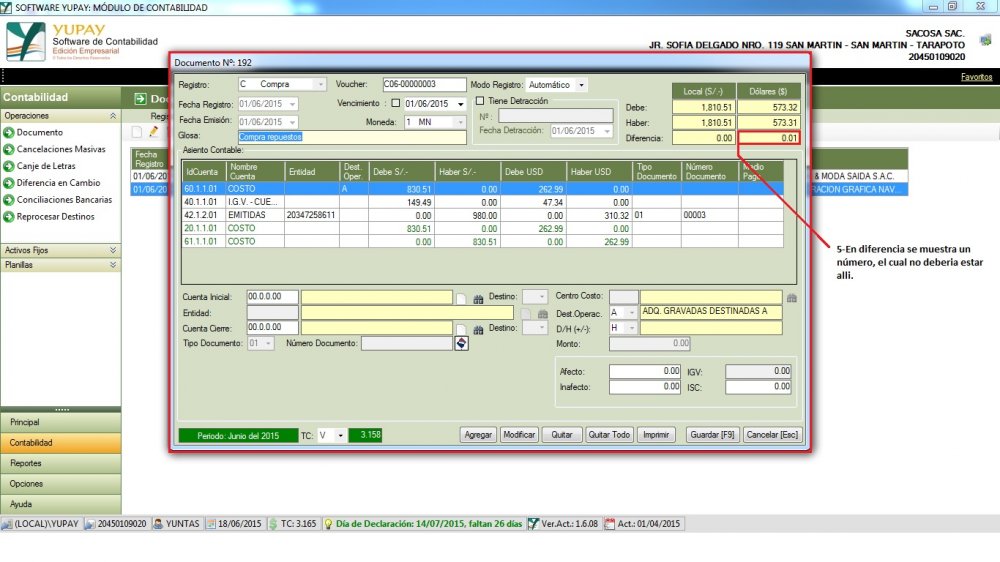 SOFTWARE YUPAY: MÓDULO DE CONTABILIDAD
YUPAY
Software de Contabilidad
Edición Empresarial
SACOSA SAC.
JR. SOFIA DELGADO NRO. 119 SAN MARTIN - SAN MARTIN - TARAPOTO
20450109020
Favoritos
Contabilidad
Operaciones
Documento
Cancelaciones Masivas
Canje de Letras
Diferencia en Cambio
Conciliaciones Bancarias
Reprocesar Destinos
Activos Fijos
Planillas
Principal
Contabilidad
Reportes
Opciones
Ayuda
Fecha
Registro
& MODA SAIDA S.A.C.
RACION GRAFICA NAV...
Documento Nº: 192
Registro: C Compra Voucher: C06-00000003 Modo Registro: Automático
Fecha Registro: 01/06/2015 Vencimiento : 01/06/2015
Fecha Emisión: 01/06/2015 Moneda: 1 MN
Glosa: Compra repuestos
Tiene Detracción
Nº :
Fecha Detracción: 01/06/2015
Local (S/.-) Dólares ($)
Debe: 1,810.51 573.32
Haber: 1,810.51 573.31
Diferencia: 0.00 0.01
Asiento Contable:
IdCuenta Nombre Cuenta Entidad Dest. Oper. Debe S/.- Haber S/.- Debe USD Haber USD Tipo Documento Número Documento Medio Pago
60.1.1.01 COSTO A 830.51 0.00 262.99 0.00
40.1.1.01 I.G.V. - CUE... 149.49 0.00 47.34 0.00
42.1.2.01 EMITIDAS 20347258611 0.00 980.00 0.00 310.32 01 00003
20.1.1.01 COSTO 830.51 0.00 262.99 0.00
61.1.1.01 COSTO 0.00 830.51 0.00 262.99
5-En diferencia se muestra un
número, el cual no deberia estar
alli.
Cuenta Inicial: 00.0.0.00 Destino: Centro Costo:
Entidad: Dest.Operac. A ADQ. GRAVADAS DESTINADAS A
Cuenta Cierre: 00.0.0.00 Destino: D/H (+/-): H
Tipo Documento: 01 Número Documento: Monto: 0.00
Afecto: 0.00 IGV: 0.00
Inafecto: 0.00 ISC: 0.00
Periodo: Junio del 2015 TC: V 3.158
Agregar Modificar Quitar Quitar Todo Imprimir Guardar [F9] Cancelar [Esc]
(LOCAL)\YUPAY 20450109020 YUNTAS 18/06/2015 TC: 3.165 Día de Declaración: 14/07/2015, faltan 26 días Ver.Act.: 1.6.08 Act.: 01/04/2015